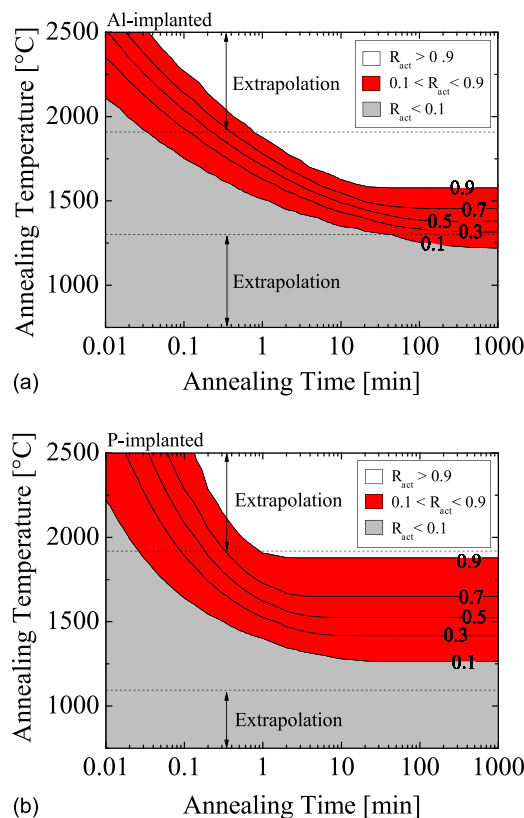 Al-implanted
2500
2000
1500
1000
Annealing Temperature [°C]
Extrapolation
R_act > 0.9
0.1 < R_act < 0.9
R_act < 0.1
0.9
0.7
0.5
0.3
0.1
Extrapolation
0.01 0.1 1 10 100 1000
(a) Annealing Time [min]
P-implanted
2500
2000
1500
1000
Annealing Temperature [°C]
Extrapolation
R_act > 0.9
0.1 < R_act < 0.9
R_act < 0.1
0.9
0.7
0.5
0.3
0.1
Extrapolation
0.01 0.1 1 10 100 1000
(b) Annealing Time [min]